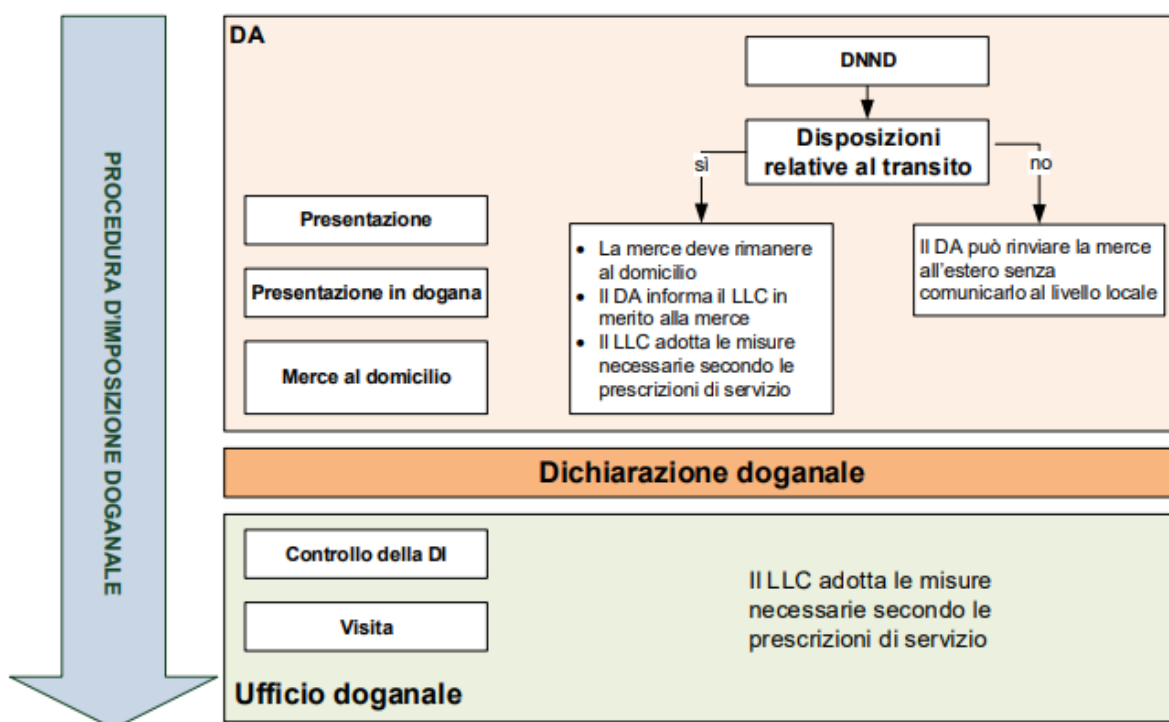 PROCEDURA D'IMPOSIZIONE DOGANALE
DA
DNND
Disposizioni
relative al transito
sì
no
Presentazione
Presentazione in dogana
Merce al domicilio
• La merce deve rimanere
al domicilio
• Il DA informa il LLC in
merito alla merce
• Il LLC adotta le misure
necessarie secondo le
prescrizioni di servizio
Il DA può rinviare la merce
all'estero senza
comunicarlo al livello locale
Dichiarazione doganale
Controllo della DI
Visita
Il LLC adotta le misure
necessarie secondo le
prescrizioni di servizio
Ufficio doganale